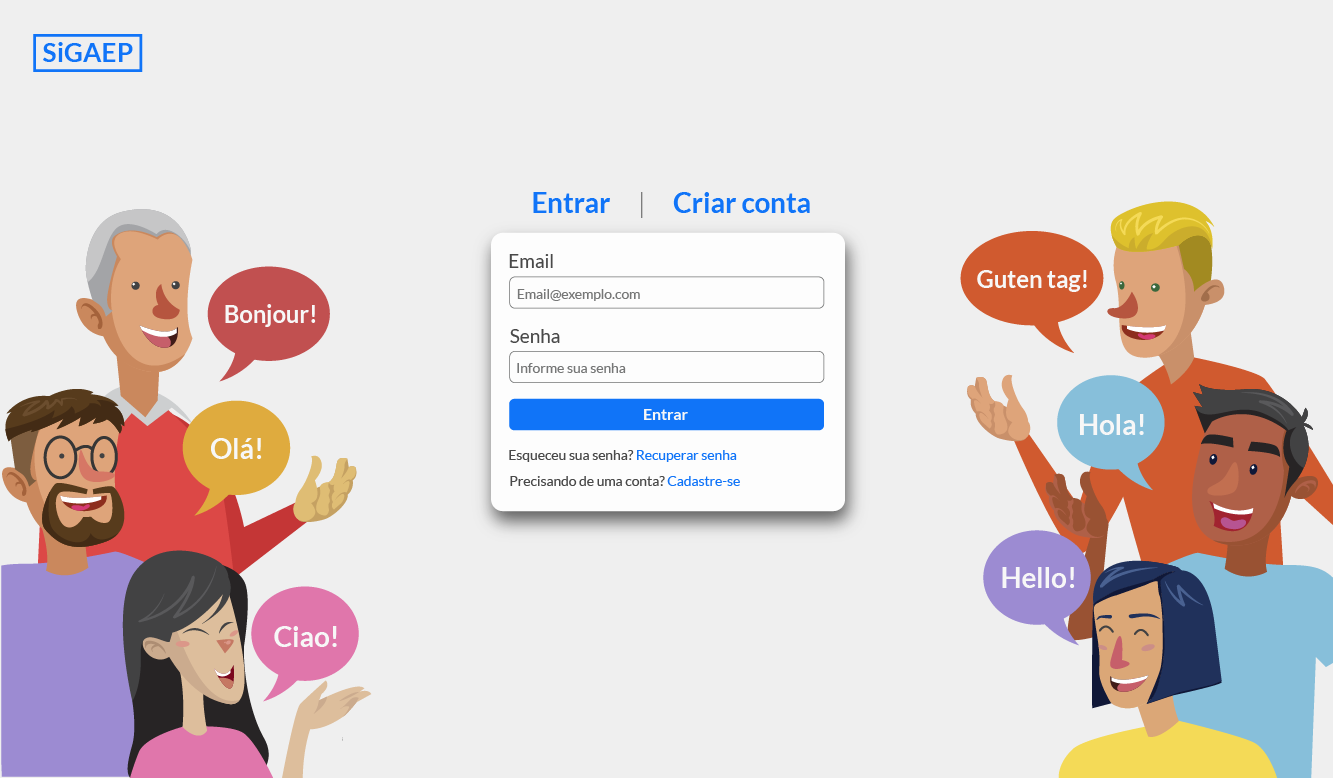 SiGAEP
Entrar | Criar conta
Email
Email@exemplo.com
Senha
Informe sua senha
Entrar
Esqueceu sua senha? Recuperar senha
Precisando de uma conta? Cadastre-se
Bonjour!
Olá!
Ciao!
Guten tag!
Hola!
Hello!